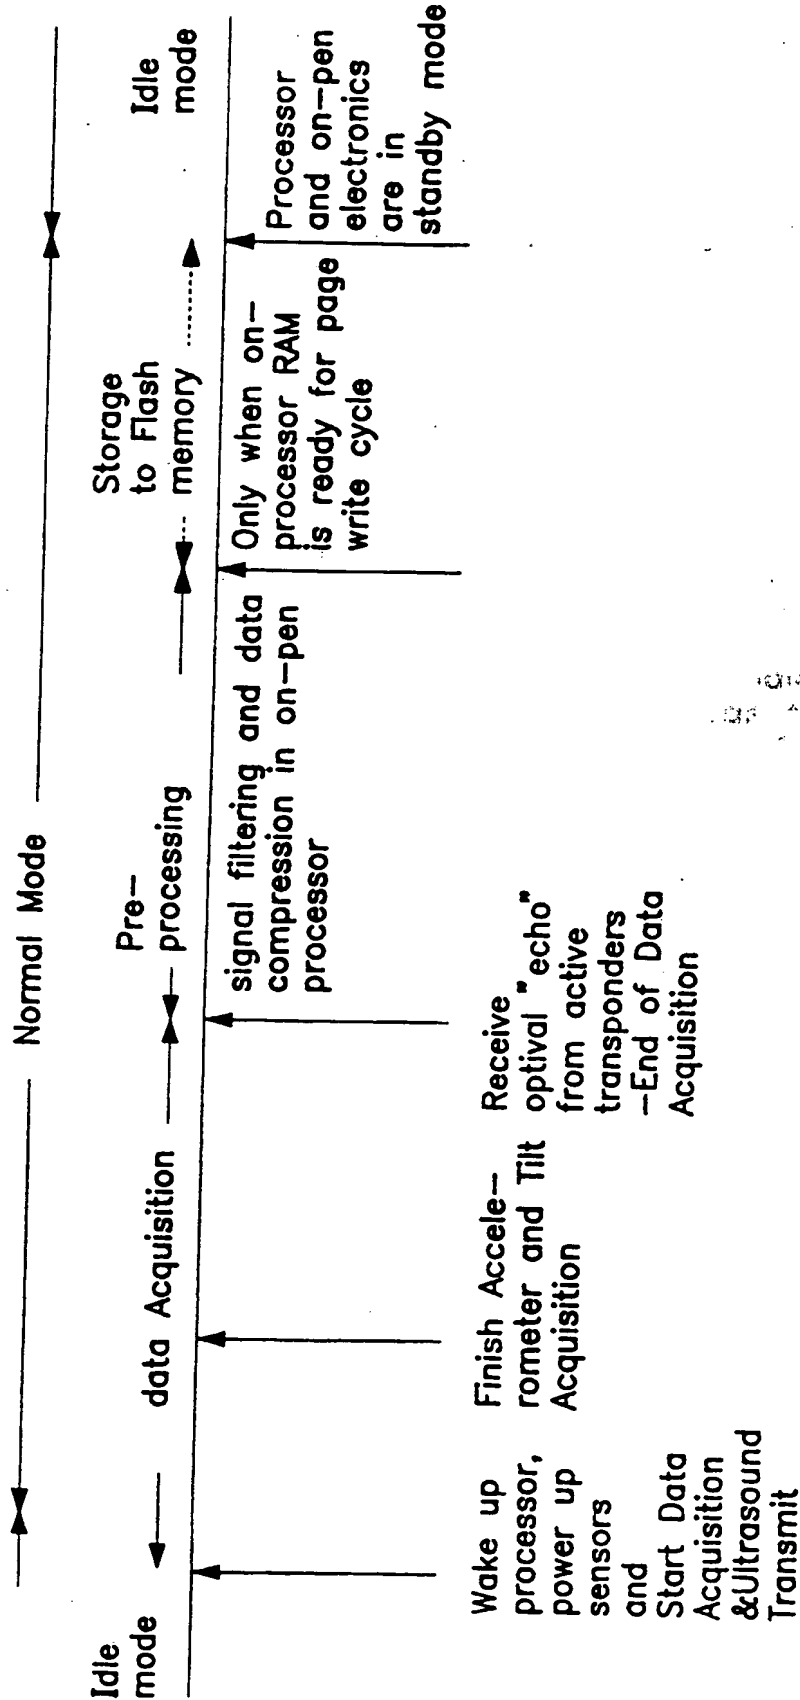 Normal Mode
Idle
mode
data Acquisition
Pre-
processing
Storage
to Flash
memory
Idle
mode
signal filtering and data
compression in on-pen
processor
Only when on-
processor RAM
is ready for page
write cycle
Processor
and on-pen
electronics
are in
standby mode
Wake up
processor,
power up
sensors
and
Start Data
Acquisition
&Ultrasound
Transmit
Finish Accele-
rometer and Tilt
Acquisition
Receive
optival "echo"
from active
transponders
-End of Data
Acquisition